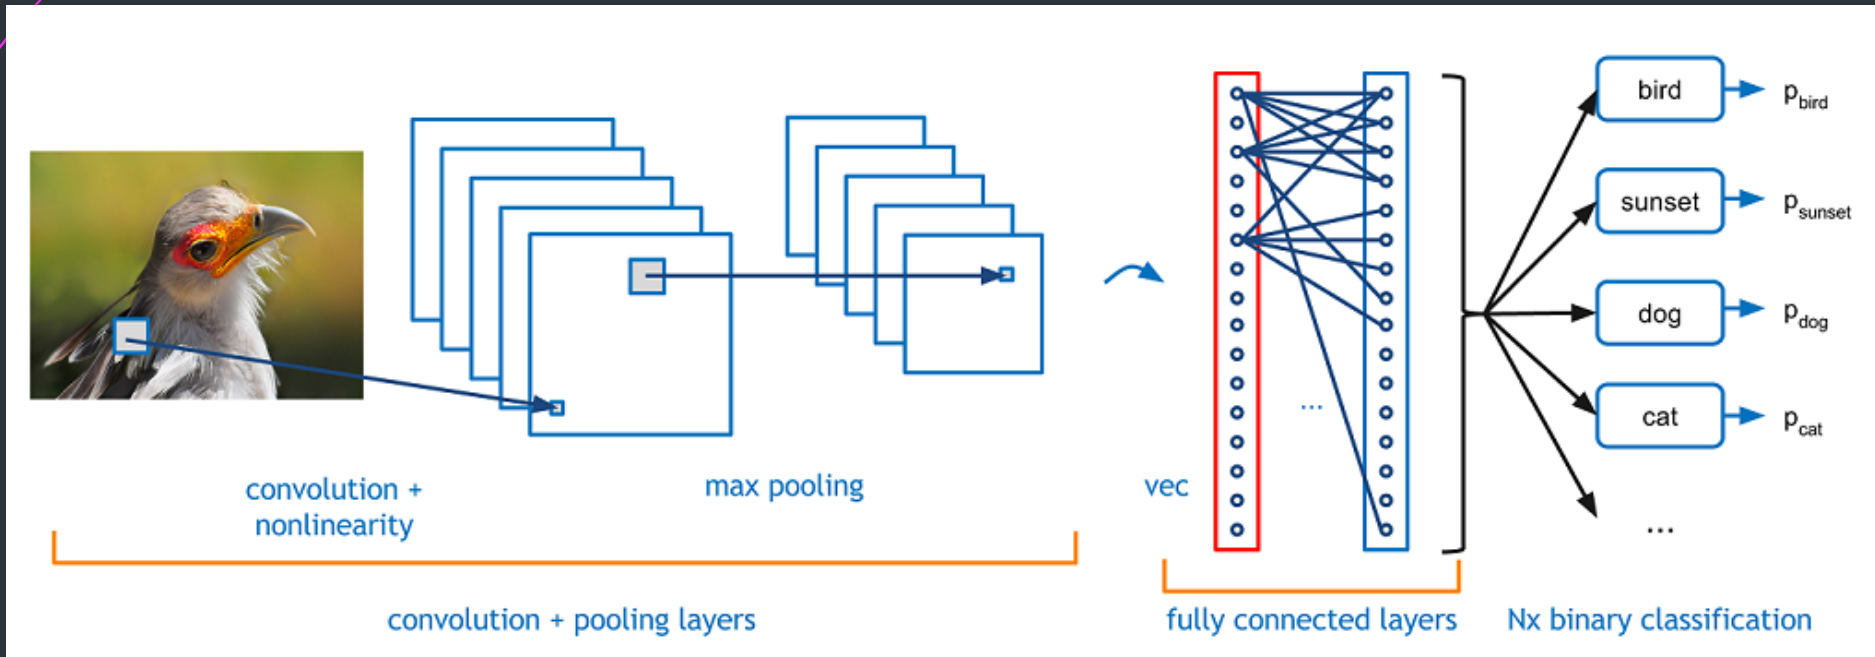 convolution +
nonlinearity
max pooling
vec
convolution + pooling layers
fully connected layers
Nx binary classification
...
bird
p_bird
sunset
p_sunset
dog
p_dog
cat
p_cat
...